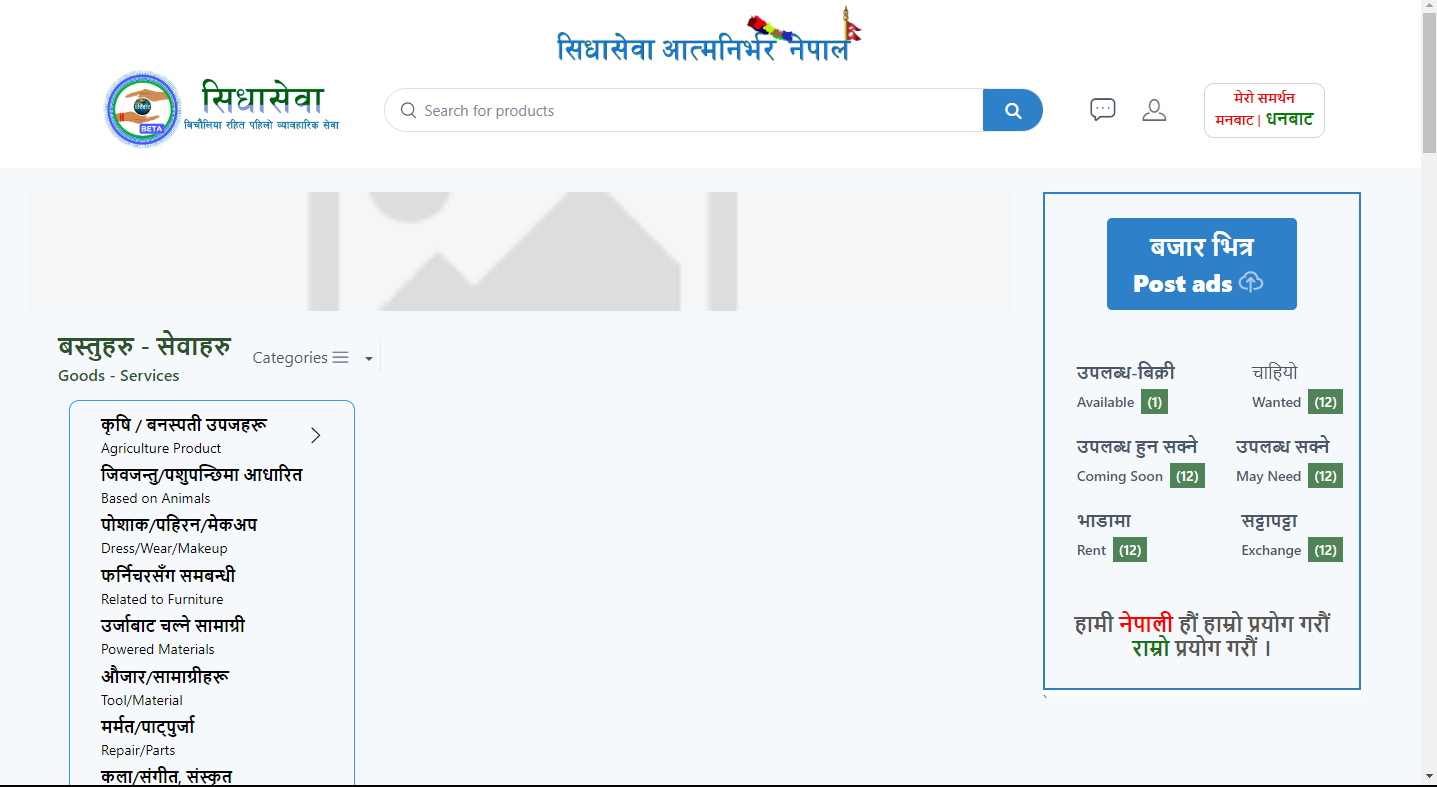 सिधासेवा आत्मनिर्भर नेपाल
सिधासेवा
बिचौलिया रहित पहिलो व्यावहारिक सेवा
BETA
Search for products
मेरो समर्थन
मनबाट | धनबाट
बजार भित्र
Post ads
बस्तुहरु - सेवाहरु
Goods - Services
Categories
कृषि / बनस्पती उपजहरू
Agriculture Product
जिवजन्तु/पशुपन्छिमा आधारित
Based on Animals
पोशाक/पहिरन/मेकअप
Dress/Wear/Makeup
फर्निचरसँग समबन्धी
Related to Furniture
उर्जाबाट चल्ने सामाग्री
Powered Materials
औजार/सामाग्रीहरू
Tool/Material
मर्मत/पाट्पुर्जा
Repair/Parts
कला/संगीत, संस्कृत
उपलब्ध-बिक्री चाहियो
Available (1) Wanted (12)
उपलब्ध हुन सक्ने उपलब्ध सक्ने
Coming Soon (12) May Need (12)
भाडामा सट्टापट्टा
Rent (12) Exchange (12)
हामी नेपाली हौं हाम्रो प्रयोग गरौं
राम्रो प्रयोग गरौं ।
`